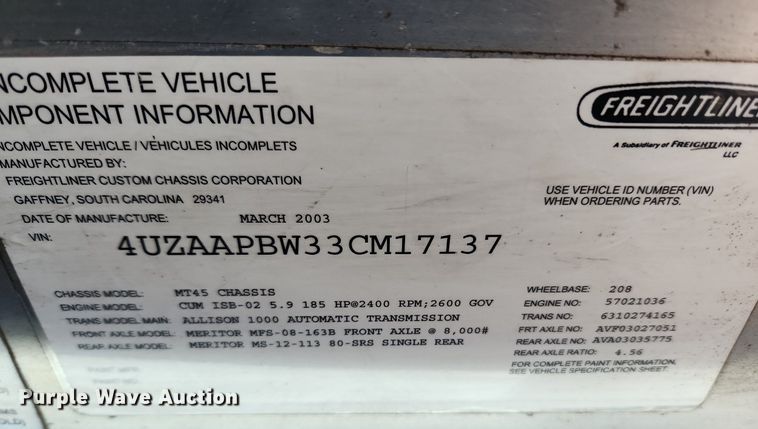 NCOMPLETE VEHICLE
MPONENT INFORMATION
FREIGHTLINER
A Subsidiary of FREIGHTLINER
LLC
NCOMPLETE VEHICLE / VÉHICULES INCOMPLETS
MANUFACTURED BY:
FREIGHTLINER CUSTOM CHASSIS CORPORATION
GAFFNEY, SOUTH CAROLINA 29341
USE VEHICLE ID NUMBER (VIN)
WHEN ORDERING PARTS.
DATE OF MANUFACTURE: MARCH 2003
VIN: 4UZAAPBW33CM17137
CHASSIS MODEL: MT45 CHASSIS WHEELBASE: 208
ENGINE MODEL: CUM ISB-02 5.9 185 HP@2400 RPM;2600 GOV ENGINE NO: 57021036
TRANS MODEL MAIN: ALLISON 1000 AUTOMATIC TRANSMISSION TRANS NO: 6310274165
FRONT AXLE MODEL: MERITOR MFS-08-163B FRONT AXLE @ 8,000# FRT AXLE NO: AVF03027051
REAR AXLE MODEL: MERITOR MS-12-113 80-SRS SINGLE REAR REAR AXLE NO: AVA03035775
REAR AXLE RATIO: 4.56
PAINT NO:
PART NO:
FOR COMPLETE PAINT INFORMATION,
SEE VEHICLE SPECIFICATION SHEET.
Purple Wave Auction